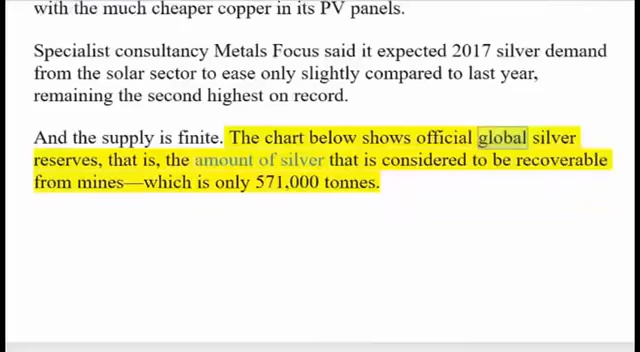 with the much cheaper copper in its PV panels.
Specialist consultancy Metals Focus said it expected 2017 silver demand
from the solar sector to ease only slightly compared to last year,
remaining the second highest on record.
And the supply is finite. The chart below shows official global silver
reserves, that is, the amount of silver that is considered to be recoverable
from mines—which is only 571,000 tonnes.